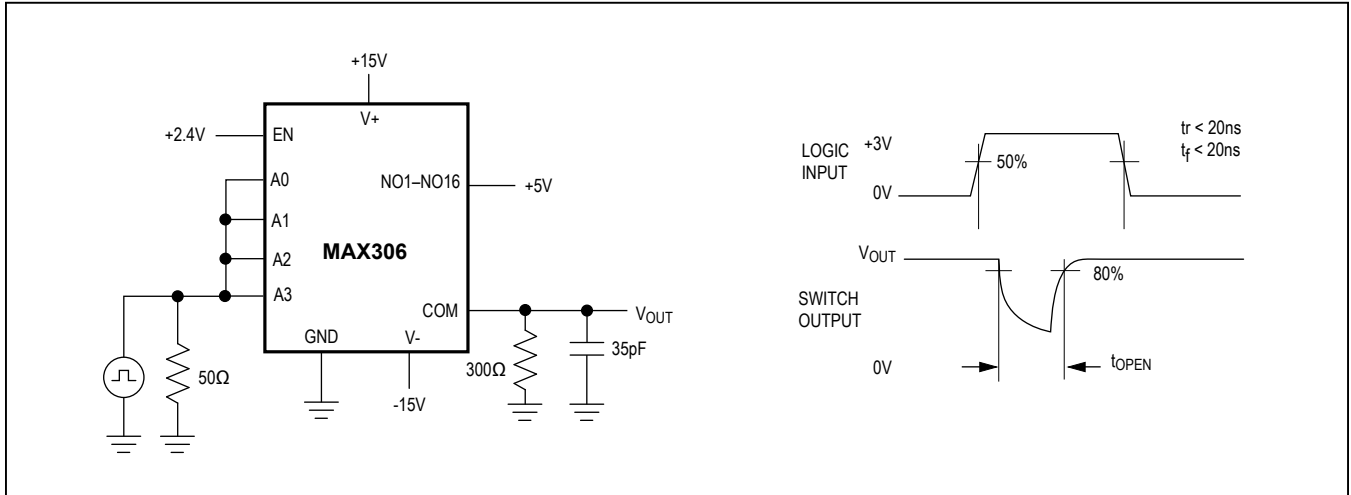 +15V
V+
+2.4V
EN
A0
NO1–NO16
+5V
A1
MAX306
A2
A3
COM
VOUT
GND
V-
50Ω
300Ω
35pF
-15V
LOGIC
INPUT
+3V
50%
0V
tr < 20ns
tf < 20ns
VOUT
80%
SWITCH
OUTPUT
0V
tOPEN